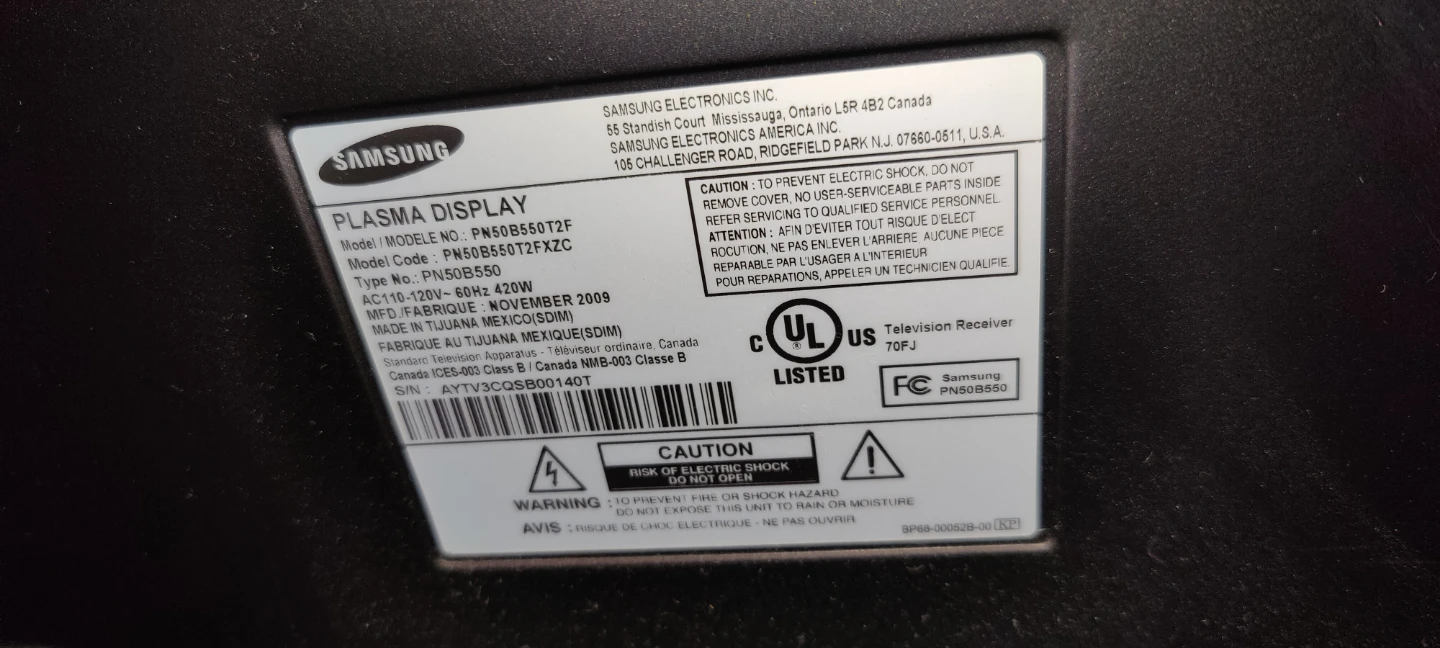 SAMSUNG
SAMSUNG ELECTRONICS INC.
55 Standish Court Mississauga, Ontario L5R 4B2 Canada
SAMSUNG ELECTRONICS AMERICA INC.
105 CHALLENGER ROAD, RIDGEFIELD PARK N.J. 07660-0511, U.S.A.
PLASMA DISPLAY
Model / MODELE NO.: PN50B550T2F
Model Code : PN50B550T2FXZC
Type No.: PN50B550
AC110-120V~ 60Hz 420W
MFD./FABRIQUE : NOVEMBER 2009
MADE IN TIJUANA MEXICO(SDIM)
FABRIQUE AU TIJUANA MEXIQUE(SDIM)
Standard Television Apparatus - Téléviseur ordinaire, Canada
Canada ICES-003 Class B / Canada NMB-003 Classe B
S/N : AYTV3CQSB00140T
CAUTION : TO PREVENT ELECTRIC SHOCK, DO NOT
REMOVE COVER, NO USER-SERVICEABLE PARTS INSIDE
REFER SERVICING TO QUALIFIED SERVICE PERSONNEL.
ATTENTION : AFIN D'EVITER TOUT RISQUE D'ELECT
ROCUTION, NE PAS ENLEVER L'ARRIERE, AUCUNE PIECE
REPARABLE PAR L'USAGER A L'INTERIEUR
POUR REPARATIONS, APPELER UN TECHNICIEN QUALIFIE.
C UL ® US
LISTED
Television Receiver
70FJ
FC Samsung
PN50B550
CAUTION
RISK OF ELECTRIC SHOCK
DO NOT OPEN
WARNING : TO PREVENT FIRE OR SHOCK HAZARD
DO NOT EXPOSE THIS UNIT TO RAIN OR MOISTURE
AVIS : RISQUE DE CHOC ELECTRIQUE - NE PAS OUVRIR
BP68-00052B-00 KP